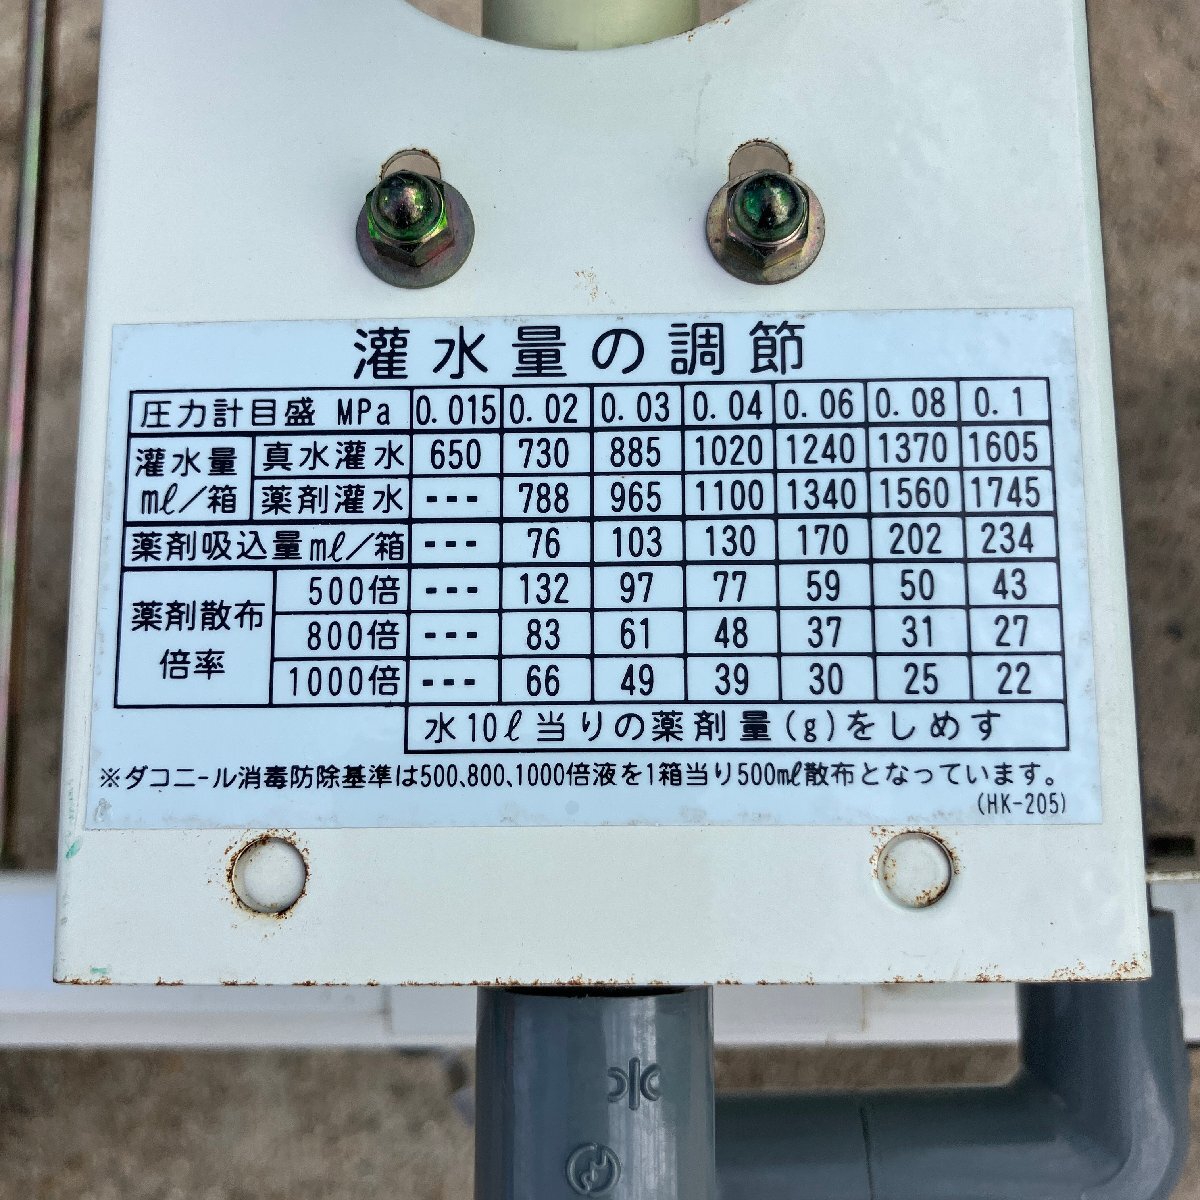 灌水量の調節
圧力計目盛 MPa 0.015 0.02 0.03 0.04 0.06 0.08 0.1
灌水量 ml/箱 真水灌水 650 730 885 1020 1240 1370 1605
薬剤灌水 --- 788 965 1100 1340 1560 1745
薬剤吸込量ml/箱 --- 76 103 130 170 202 234
薬剤散布倍率 500倍 --- 132 97 77 59 50 43
800倍 --- 83 61 48 37 31 27
1000倍 --- 66 49 39 30 25 22
水10ℓ当りの薬剤量(g)をしめす
※ダコニール消毒防除基準は500、800、1000倍液を1箱当り500mℓ散布となっています。
(HK-205)
水